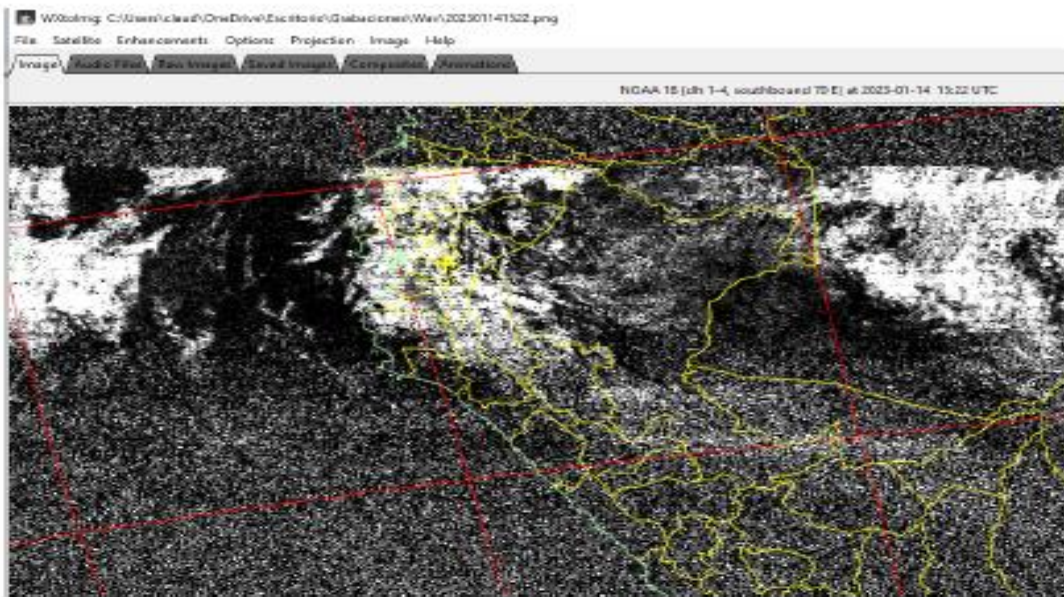 WXtoImg: C:\Users\claud\OneDrive\Escritorio\Grabaciones\Wav\202301141522.png
File Satellite Enhancements Options Projection Image Help
Image Audio Files Raw Images Saved Images Composites Animations
NOAA 18 (ch 1-4, southbound 70 E) at 2023-01-14 15:22 UTC